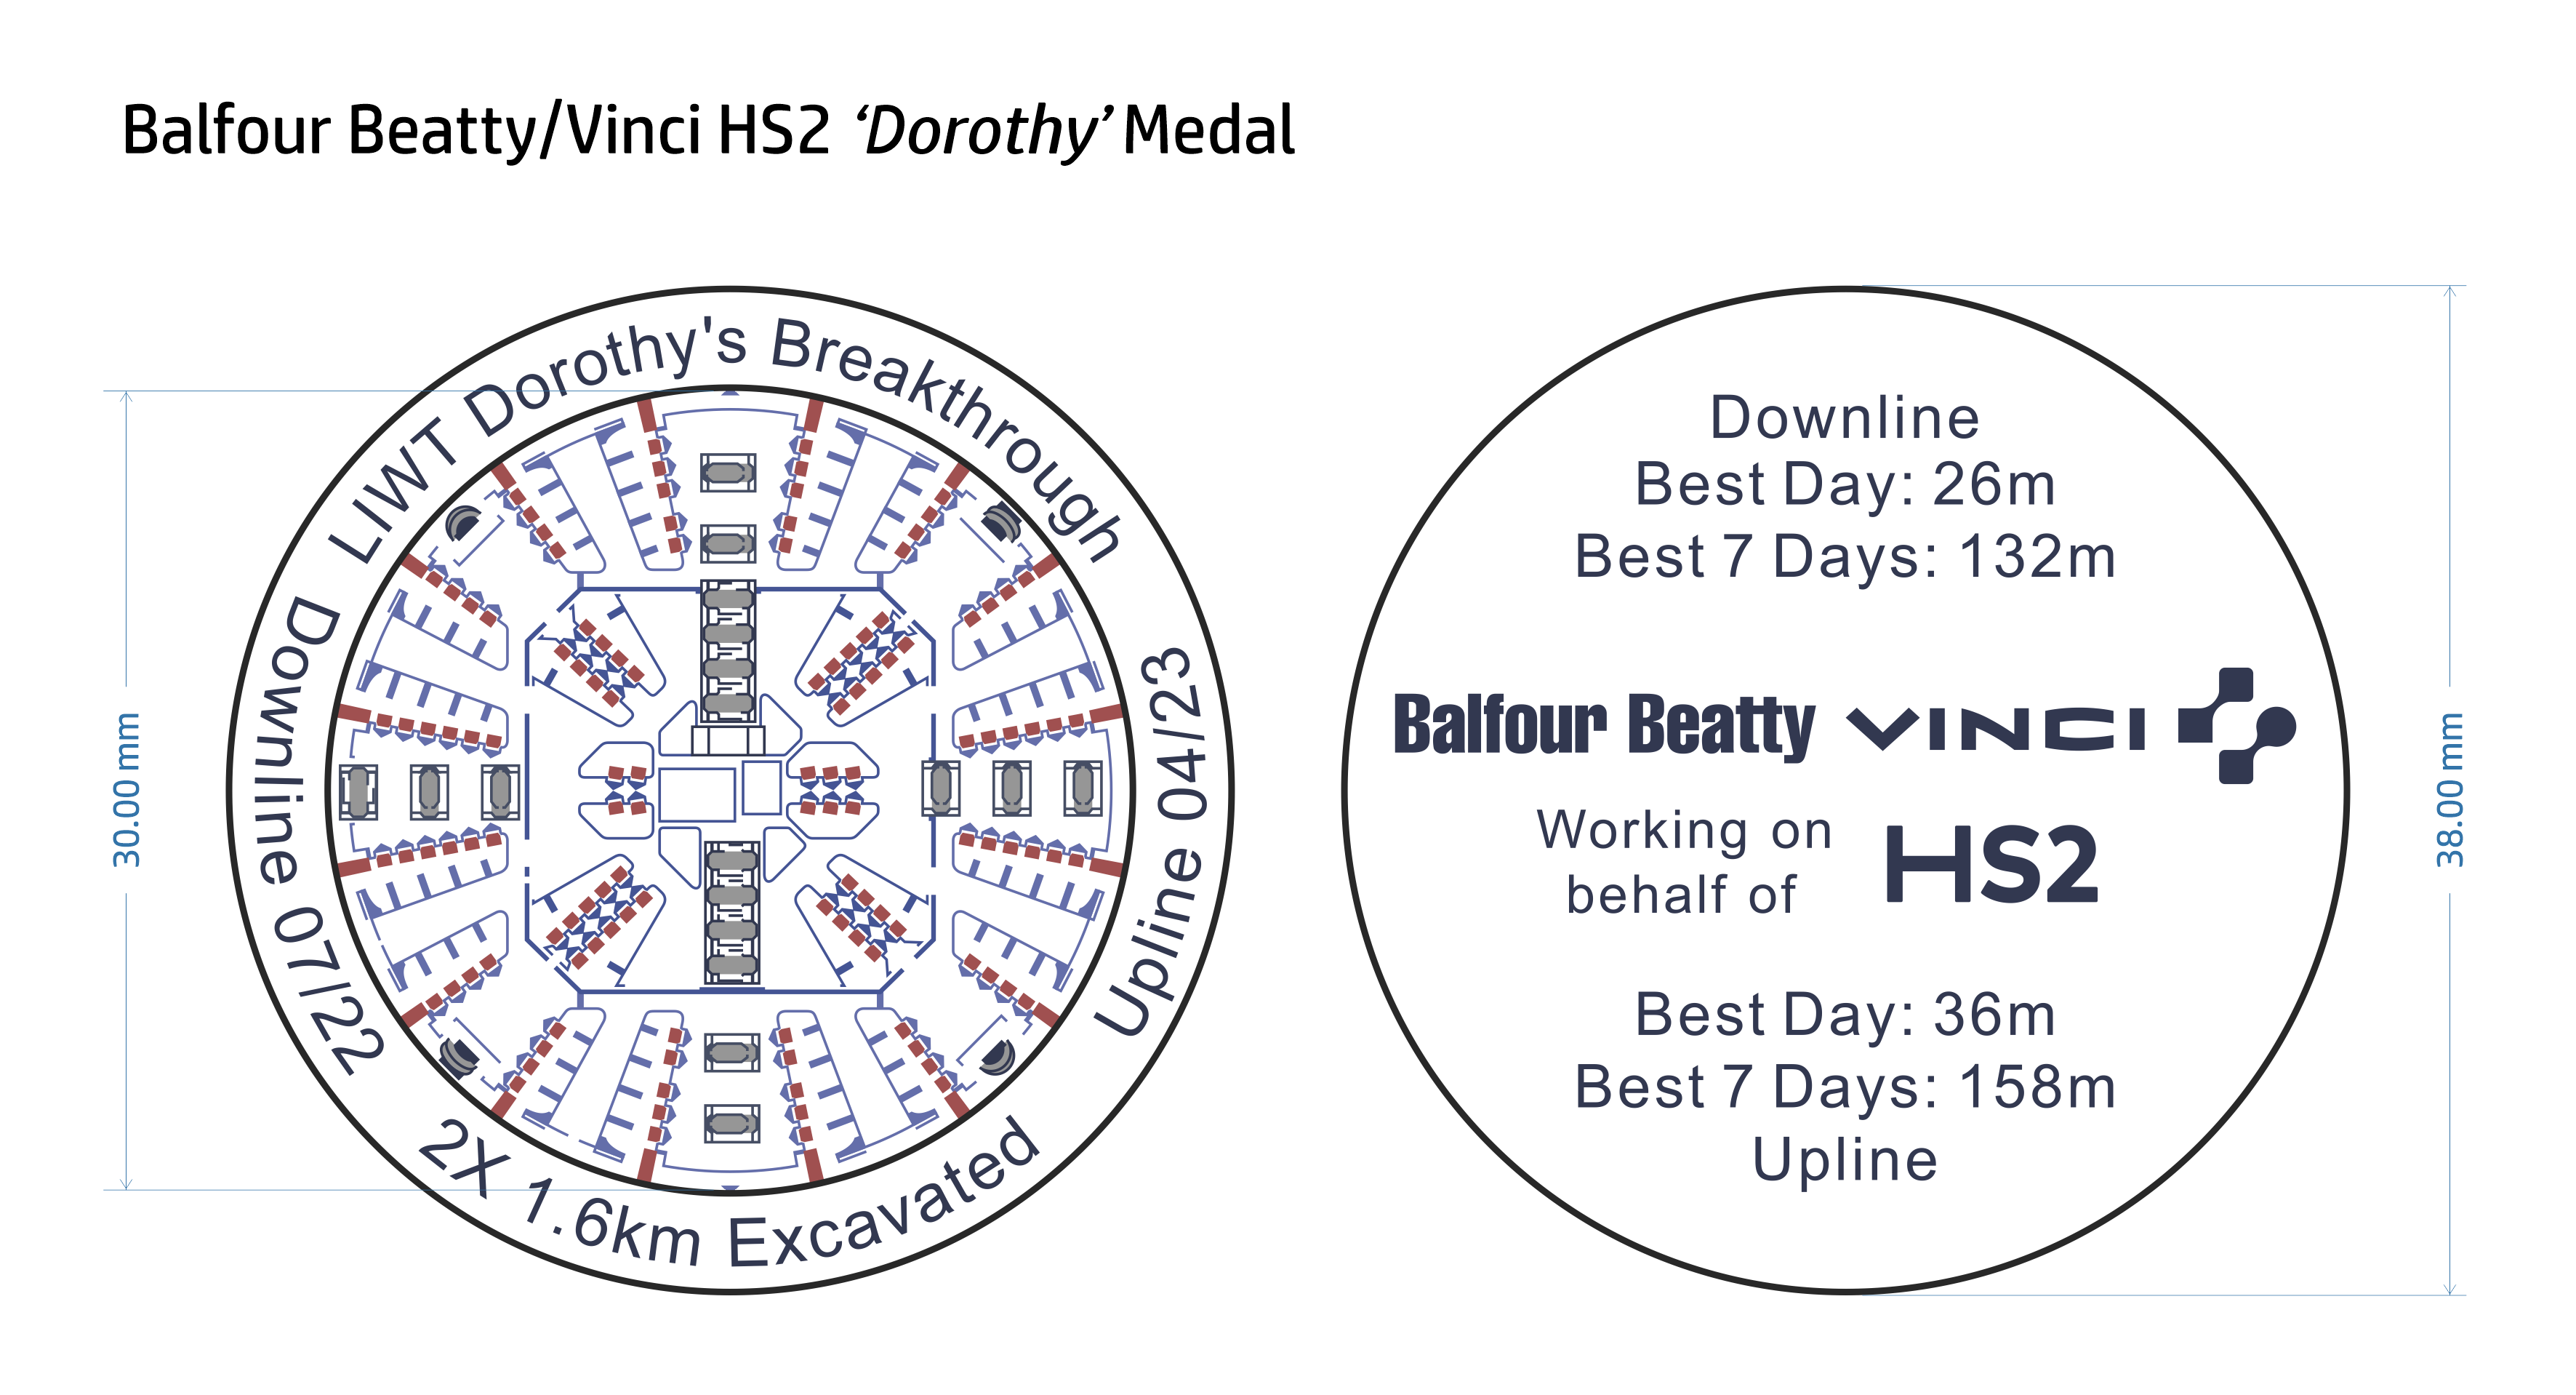 Balfour Beatty/Vinci HS2 ‘Dorothy’ Medal
LIWT Dorothy's Breakthrough
Downline 07/22
Upline 04/23
2X 1.6km Excavated
30.00 mm
Downline
Best Day: 26m
Best 7 Days: 132m
Balfour Beatty VINCI
Working on
behalf of
HS2
Best Day: 36m
Best 7 Days: 158m
Upline
38.00 mm